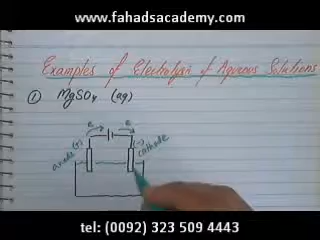 www.fahadsacademy.com
Examples of Electrolysis of Aqueous Solutions
① MgSO4 (aq)
e e
anode (+) (-) cathode
tel: (0092) 323 509 4443